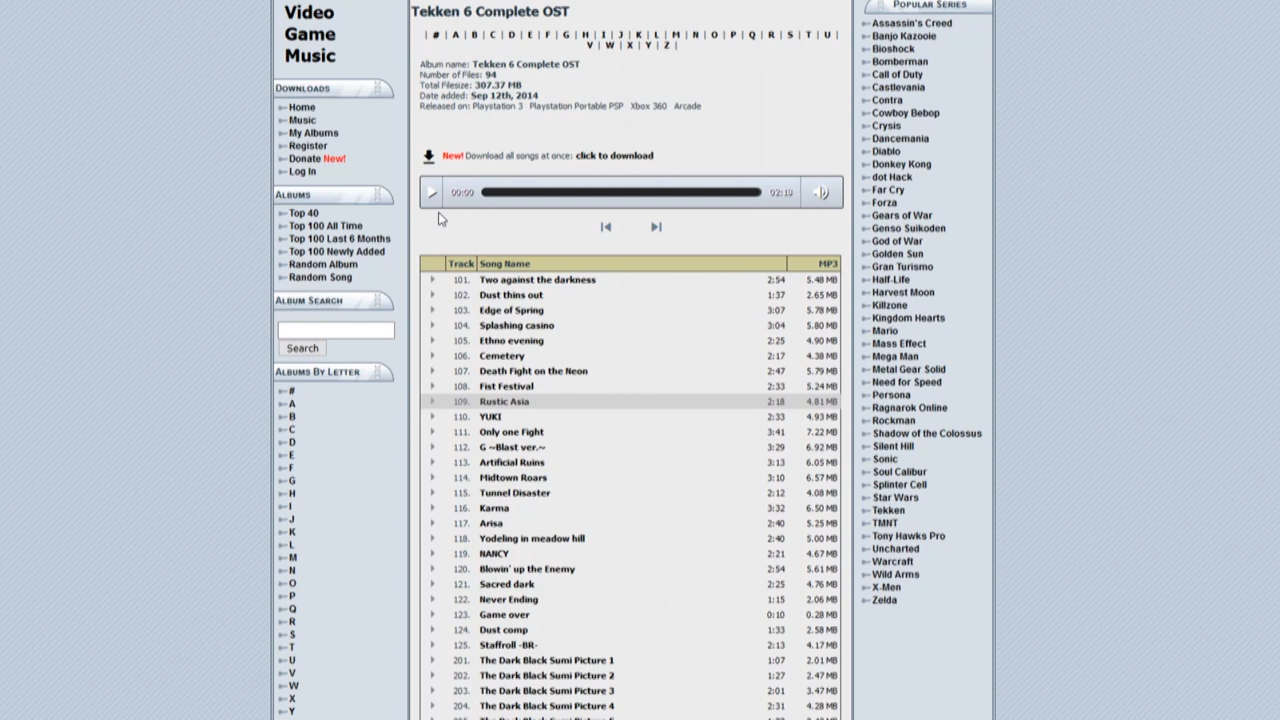 Video
Game
Music
Downloads
Home
Music
My Albums
Register
Donate New!
Log In
Albums
Top 40
Top 100 All Time
Top 100 Last 6 Months
Top 100 Newly Added
Random Album
Random Song
Album Search
Search
Albums By Letter
#
A
B
C
D
E
F
G
H
I
J
K
L
M
N
O
P
Q
R
S
T
U
V
W
X
Y
Tekken 6 Complete OST
| # | A | B | C | D | E | F | G | H | I | J | K | L | M | N | O | P | Q | R | S | T | U |
V | W | X | Y | Z |
Album name: Tekken 6 Complete OST
Number of Files: 94
Total Filesize: 307.37 MB
Date added: Sep 12th, 2014
Released on: Playstation 3 Playstation Portable PSP Xbox 360 Arcade
New! Download all songs at once: click to download
00:00 02:18
Track Song Name MP3
101. Two against the darkness 2:54 5.48 MB
102. Dust thins out 1:37 2.65 MB
103. Edge of Spring 3:07 5.78 MB
104. Splashing casino 3:04 5.80 MB
105. Ethno evening 2:25 4.90 MB
106. Cemetery 2:17 4.38 MB
107. Death Fight on the Neon 2:47 5.79 MB
108. Fist Festival 2:33 5.24 MB
109. Rustic Asia 2:18 4.81 MB
110. YUKI 2:33 4.93 MB
111. Only one Fight 3:41 7.22 MB
112. G ~Blast ver.~ 3:29 6.92 MB
113. Artificial Ruins 3:13 6.05 MB
114. Midtown Roars 3:10 6.57 MB
115. Tunnel Disaster 2:12 4.08 MB
116. Karma 3:32 6.50 MB
117. Arisa 2:40 5.25 MB
118. Yodeling in meadow hill 2:40 5.00 MB
119. NANCY 2:21 4.67 MB
120. Blowin' up the Enemy 2:54 5.61 MB
121. Sacred dark 2:25 4.76 MB
122. Never Ending 1:15 2.06 MB
123. Game over 0:10 0.28 MB
124. Dust comp 1:33 2.58 MB
125. Staffroll -BR- 2:13 4.17 MB
201. The Dark Black Sumi Picture 1 1:07 2.01 MB
202. The Dark Black Sumi Picture 2 1:27 2.47 MB
203. The Dark Black Sumi Picture 3 2:01 3.47 MB
204. The Dark Black Sumi Picture 4 2:31 4.28 MB
Popular Series
Assassin's Creed
Banjo Kazooie
Bioshock
Bomberman
Call of Duty
Castlevania
Contra
Cowboy Bebop
Crysis
Dancemania
Diablo
Donkey Kong
dot Hack
Far Cry
Forza
Gears of War
Genso Suikoden
God of War
Golden Sun
Gran Turismo
Half-Life
Harvest Moon
Killzone
Kingdom Hearts
Mario
Mass Effect
Mega Man
Metal Gear Solid
Need for Speed
Persona
Ragnarok Online
Rockman
Shadow of the Colossus
Silent Hill
Sonic
Soul Calibur
Splinter Cell
Star Wars
Tekken
TMNT
Tony Hawks Pro
Uncharted
Warcraft
Wild Arms
X-Men
Zelda